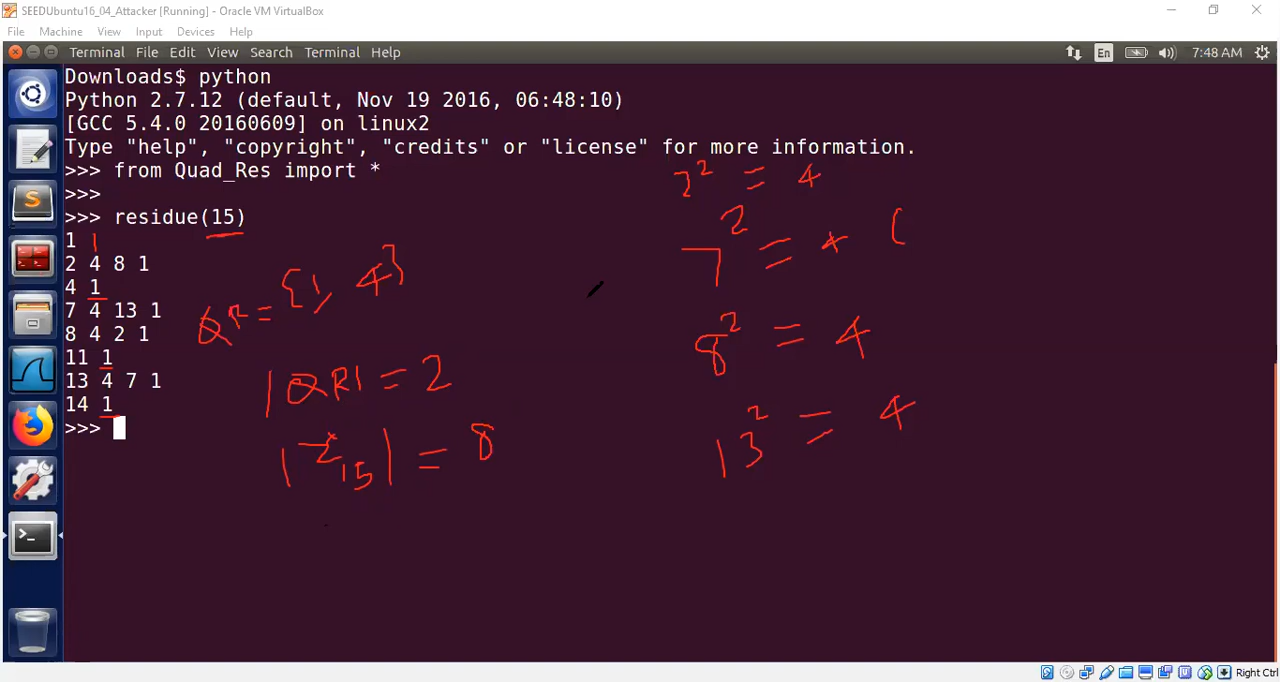 SEEDUbuntu16_04_Attacker [Running] - Oracle VM VirtualBox
File Machine View Input Devices Help
Terminal File Edit View Search Terminal Help En 7:48 AM
Downloads$ python
Python 2.7.12 (default, Nov 19 2016, 06:48:10)
[GCC 5.4.0 20160609] on linux2
Type "help", "copyright", "credits" or "license" for more information.
>>> from Quad_Res import *
>>>
>>> residue(15)
1 1
2 4 8 1
4 1
7 4 13 1
8 4 2 1
11 1
13 4 7 1
14 1
>>>
QR = {1, 4}
|QR| = 2
|Z15| = 8
2² = 4
7² = 4 (
8² = 4
13² = 4
Right Ctrl